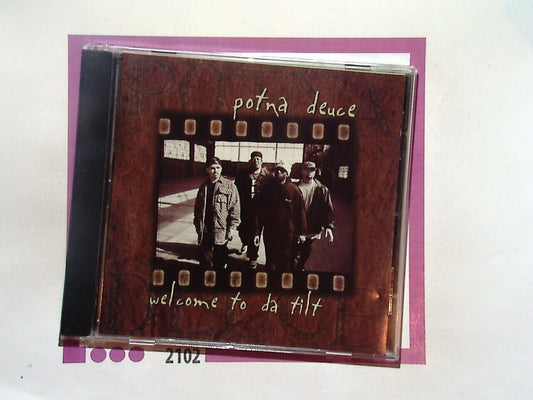 potna deuce
welcome to da tilt
2102